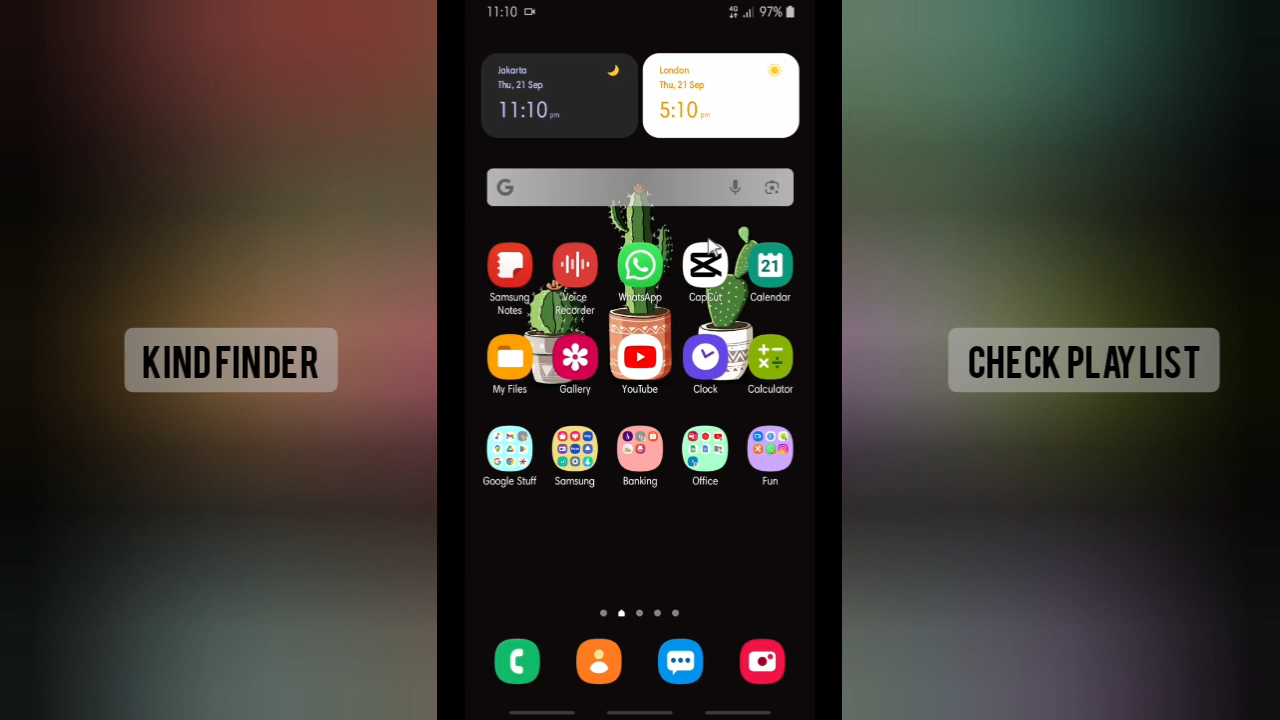 11:10
4G
97%
Jakarta
Thu, 21 Sep
11:10 pm
London
Thu, 21 Sep
5:10 pm
G
Samsung Notes
Voice Recorder
WhatsApp
CapCut
21
Calendar
My Files
Gallery
YouTube
Clock
Calculator
Google Stuff
Samsung
Banking
Office
Fun
KIND FINDER
CHECK PLAYLIST